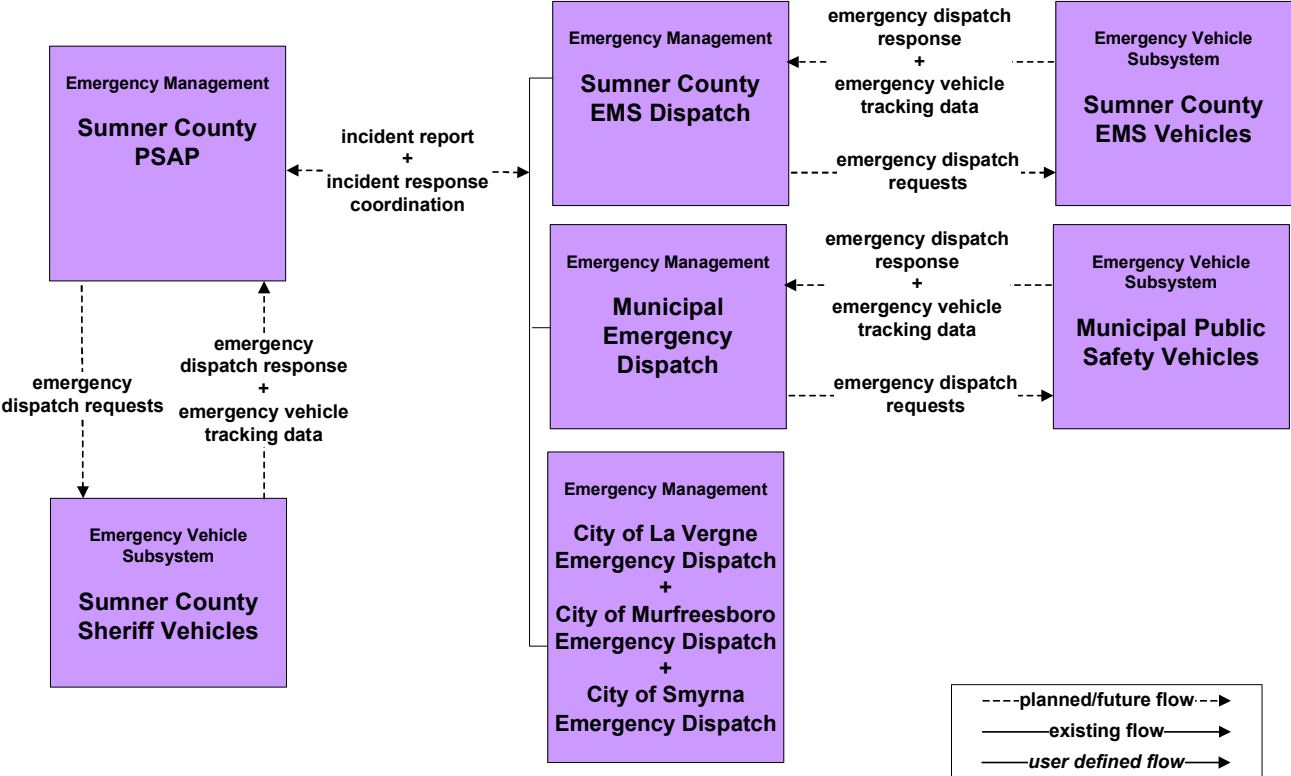 Emergency Management
Sumner County
PSAP
incident report
+
incident response
coordination
emergency
dispatch requests
emergency
dispatch response
+
emergency vehicle
tracking data
Emergency Vehicle
Subsystem
Sumner County
Sheriff Vehicles
Emergency Management
Sumner County
EMS Dispatch
emergency dispatch
response
+
emergency vehicle
tracking data
emergency dispatch
requests
Emergency Vehicle
Subsystem
Sumner County
EMS Vehicles
Emergency Management
Municipal
Emergency
Dispatch
emergency dispatch
response
+
emergency vehicle
tracking data
emergency dispatch
requests
Emergency Vehicle
Subsystem
Municipal Public
Safety Vehicles
Emergency Management
City of La Vergne
Emergency Dispatch
+
City of Murfreesboro
Emergency Dispatch
+
City of Smyrna
Emergency Dispatch
planned/future flow
existing flow
user defined flow